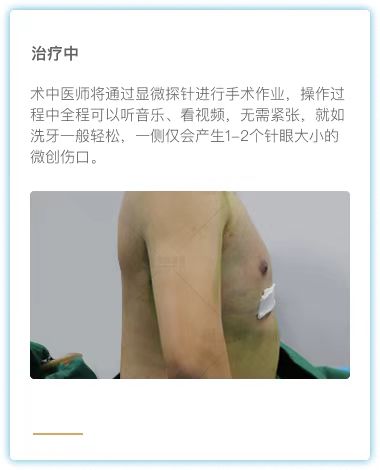 治疗中
术中医师将通过显微探针进行手术作业，操作过
程中全程可以听音乐、看视频，无需紧张，就如
洗牙一般轻松，一侧仅会产生1-2个针眼大小的
微创伤口。